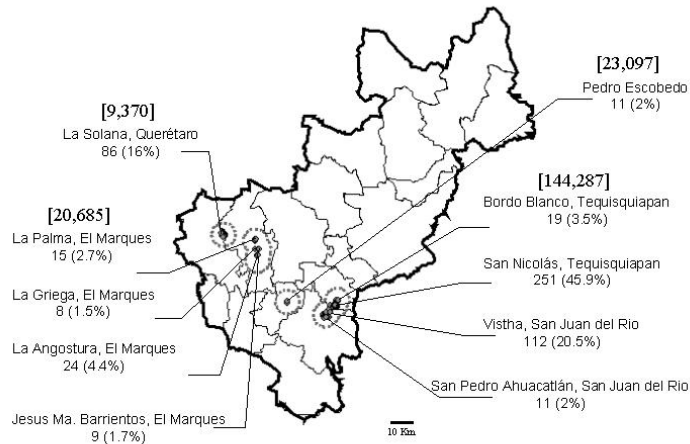 [23,097]
Pedro Escobedo
11 (2%)
[9,370]
La Solana, Querétaro
86 (16%)
[144,287]
Bordo Blanco, Tequisquiapan
19 (3.5%)
[20,685]
La Palma, El Marques
15 (2.7%)
San Nicolás, Tequisquiapan
251 (45.9%)
La Griega, El Marques
8 (1.5%)
Vistha, San Juan del Rio
112 (20.5%)
La Angostura, El Marques
24 (4.4%)
San Pedro Ahuacatlán, San Juan del Rio
11 (2%)
Jesus Ma. Barrientos, El Marques
9 (1.7%)
10 Km